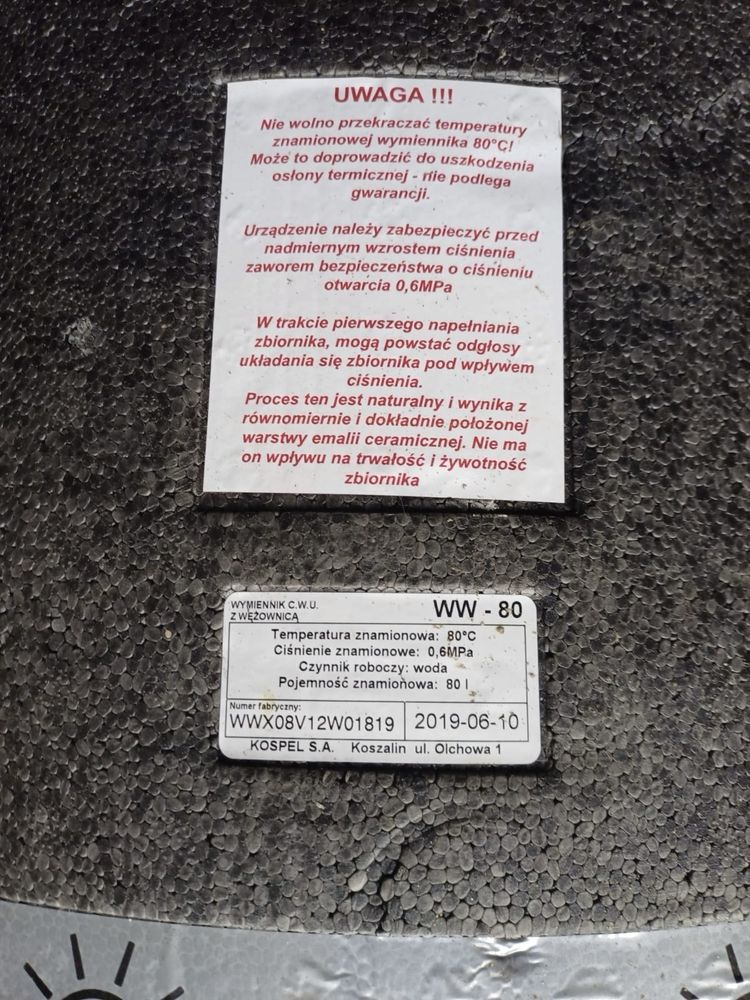 UWAGA !!!
Nie wolno przekraczać temperatury
znamionowej wymiennika 80°C!
Może to doprowadzić do uszkodzenia
osłony termicznej - nie podlega
gwarancji.
Urządzenie należy zabezpieczyć przed
nadmiernym wzrostem ciśnienia
zaworem bezpieczeństwa o ciśnieniu
otwarcia 0,6MPa
W trakcie pierwszego napełniania
zbiornika, mogą powstać odgłosy
układania się zbiornika pod wpływem
ciśnienia.
Proces ten jest naturalny i wynika z
równomiernie i dokładnie położonej
warstwy emalii ceramicznej. Nie ma
on wpływu na trwałość i żywotność
zbiornika
WYMIENNIK C.W.U.
Z WĘŻOWNICĄ
WW - 80
Temperatura znamionowa: 80°C
Ciśnienie znamionowe: 0,6MPa
Czynnik roboczy: woda
Pojemność znamionowa: 80 l
Numer fabryczny:
WWX08V12W01819
2019-06-10
KOSPEL S.A. Koszalin ul. Olchowa 1